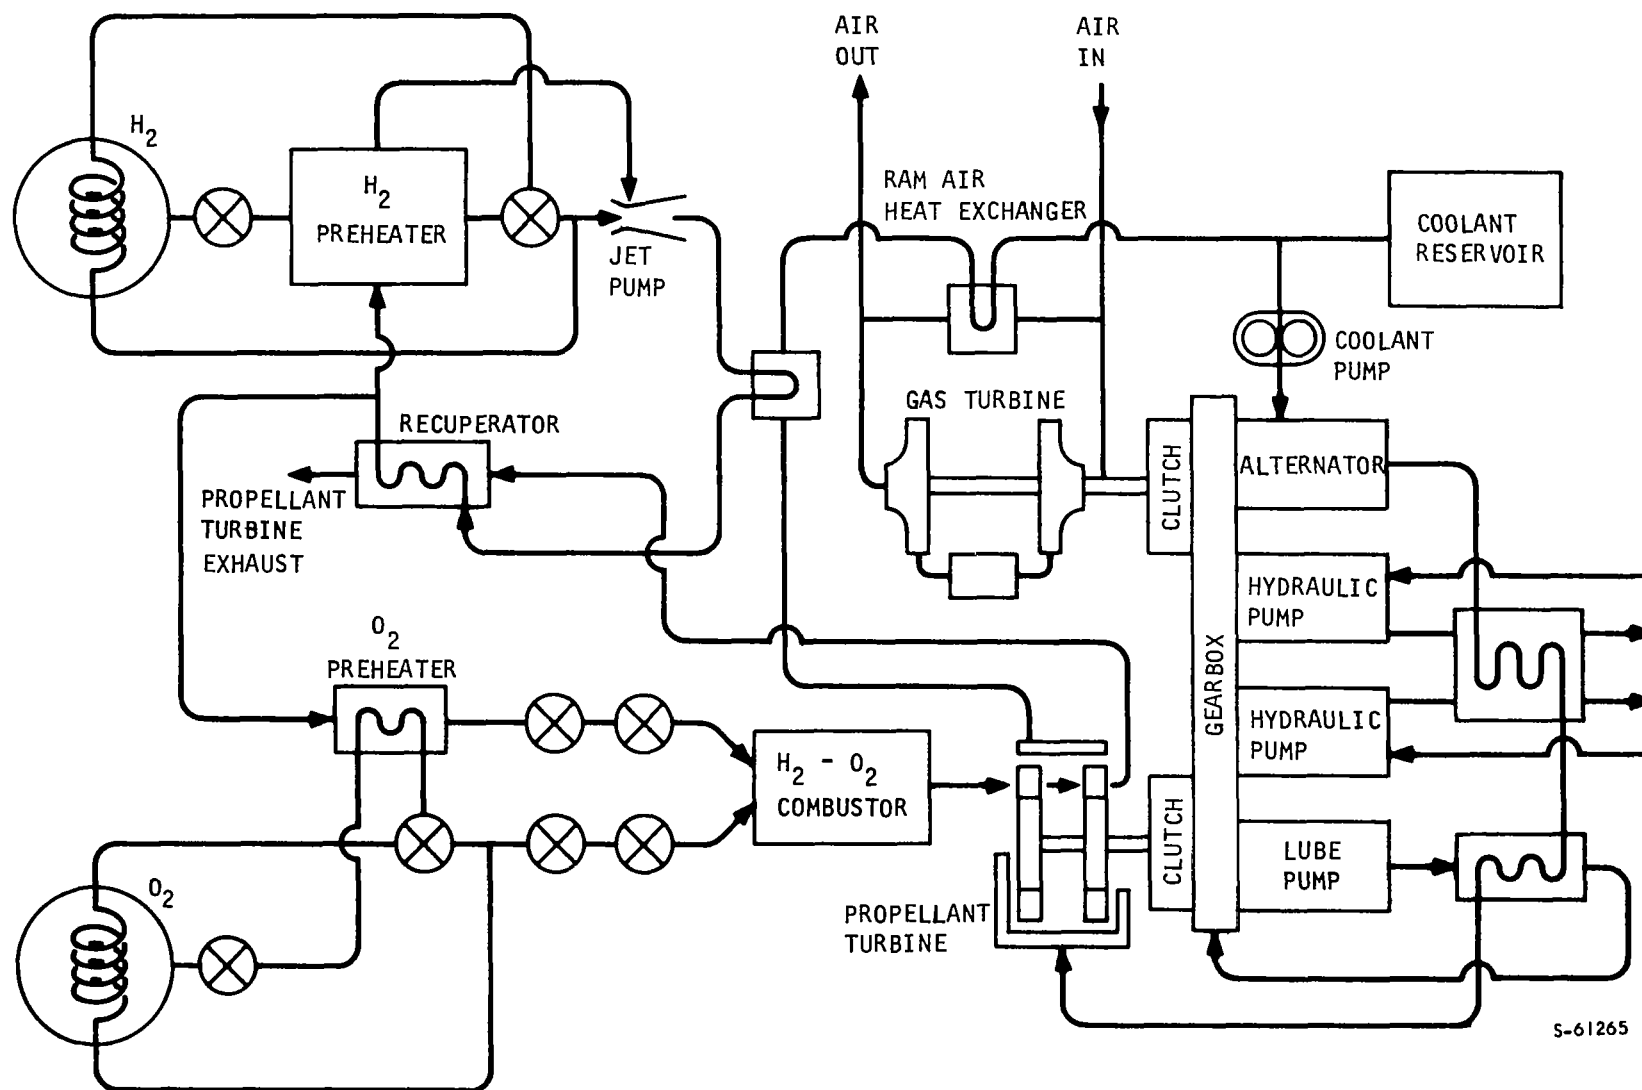 AIR
OUT
AIR
IN
H2
H2
PREHEATER
JET
PUMP
RAM AIR
HEAT EXCHANGER
COOLANT
RESERVOIR
COOLANT
PUMP
GAS TURBINE
RECUPERATOR
CLUTCH
ALTERNATOR
PROPELLANT
TURBINE
EXHAUST
HYDRAULIC
PUMP
GEARBOX
O2
PREHEATER
HYDRAULIC
PUMP
H2 - O2
COMBUSTOR
CLUTCH
LUBE
PUMP
O2
PROPELLANT
TURBINE
S-61265